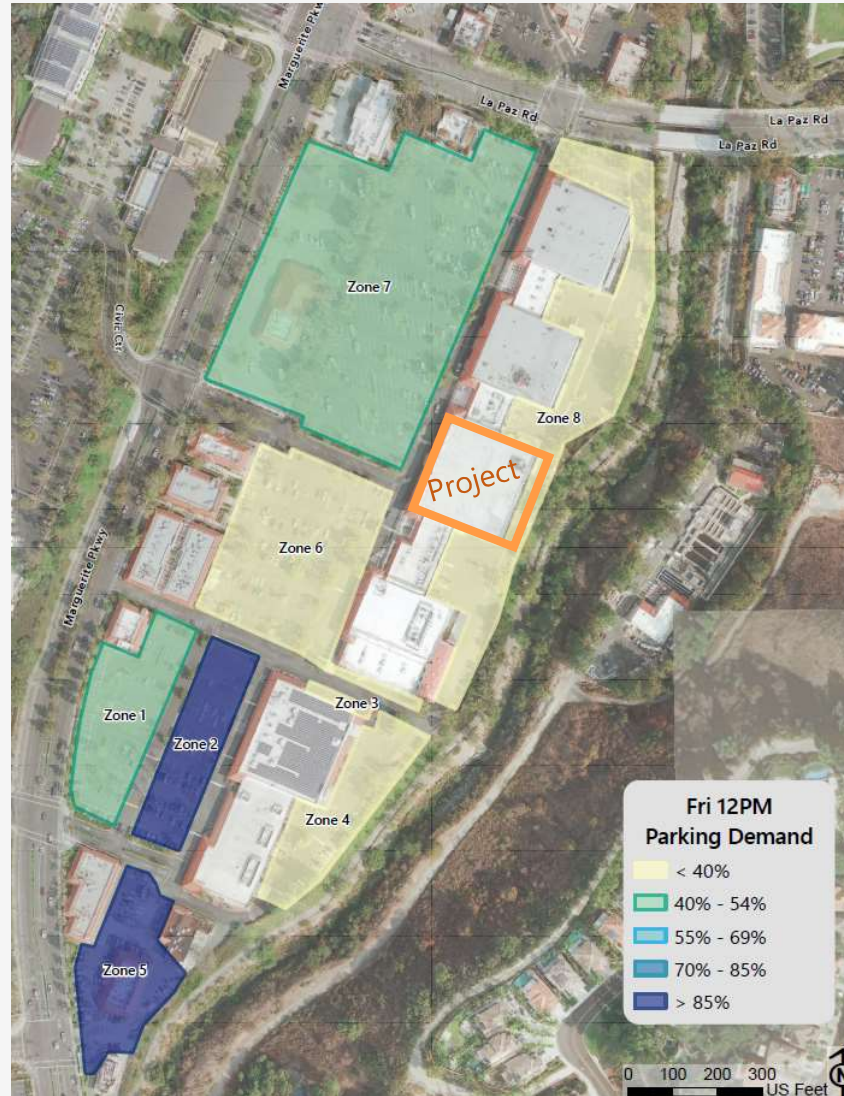 Marguerite Pkwy
La Paz Rd
La Paz Rd
La Paz Rd
Zone 7
Civic Ctr
Zone 8
Project
Zone 6
Marguerite Pkwy
Zone 3
Zone 1
Zone 2
Zone 4
Zone 5
Fri 12PM
Parking Demand
< 40%
40% - 54%
55% - 69%
70% - 85%
> 85%
0 100 200 300
US Feet
N